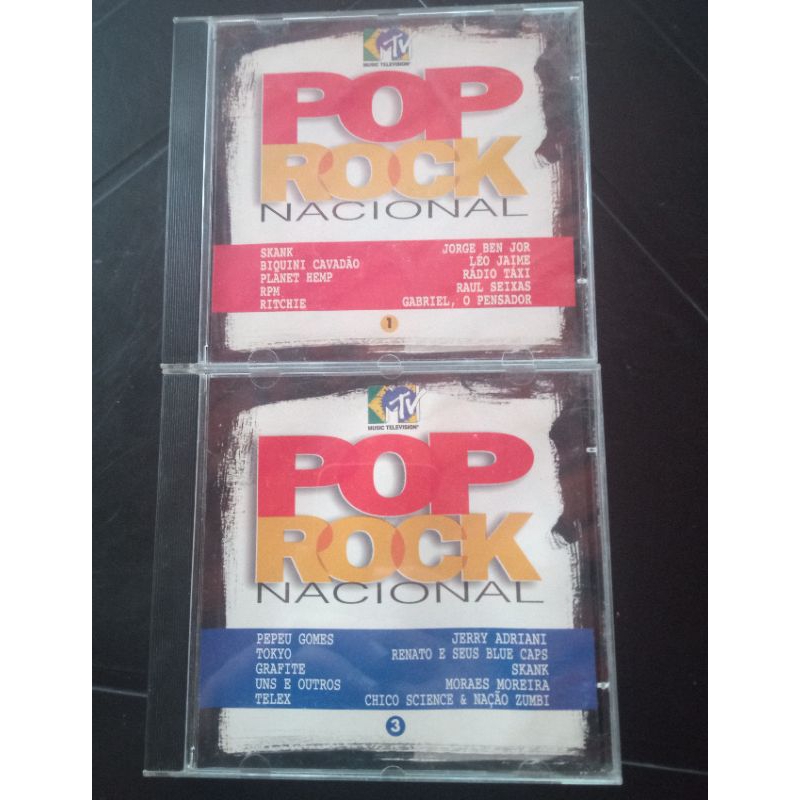 MTV
MUSIC TELEVISION®
POP
ROCK
NACIONAL
SKANK JORGE BEN JOR
BIQUINI CAVADÃO LÉO JAIME
PLANET HEMP RÁDIO TÁXI
RPM RAUL SEIXAS
RITCHIE GABRIEL, O PENSADOR
1
MTV
MUSIC TELEVISION®
POP
ROCK
NACIONAL
PEPEU GOMES JERRY ADRIANI
TOKYO RENATO E SEUS BLUE CAPS
GRAFITE SKANK
UNS E OUTROS MORAES MOREIRA
TELEX CHICO SCIENCE & NAÇÃO ZUMBI
3